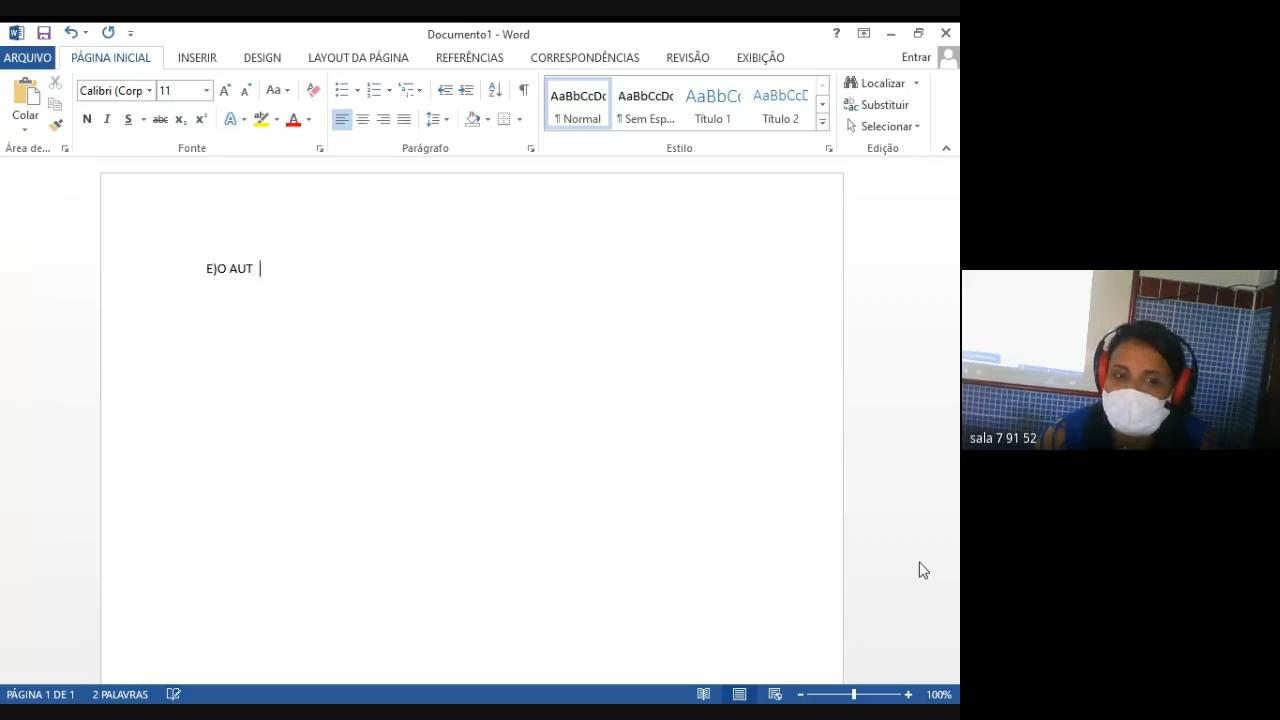 Documento1 - Word
?
ARQUIVO PÁGINA INICIAL INSERIR DESIGN LAYOUT DA PÁGINA REFERÊNCIAS CORRESPONDÊNCIAS REVISÃO EXIBIÇÃO Entrar
Colar
Calibri (Corp 11
Aa
N I S abc x₂ x² A A
AaBbCcDc AaBbCcDc AaBbCc AaBbCcD
¶ Normal ¶ Sem Esp... Título 1 Título 2
Localizar
Substituir
Selecionar
Área de... Fonte Parágrafo Estilo Edição
E)O AUT
sala 7 91 52
PÁGINA 1 DE 1 2 PALAVRAS 100%